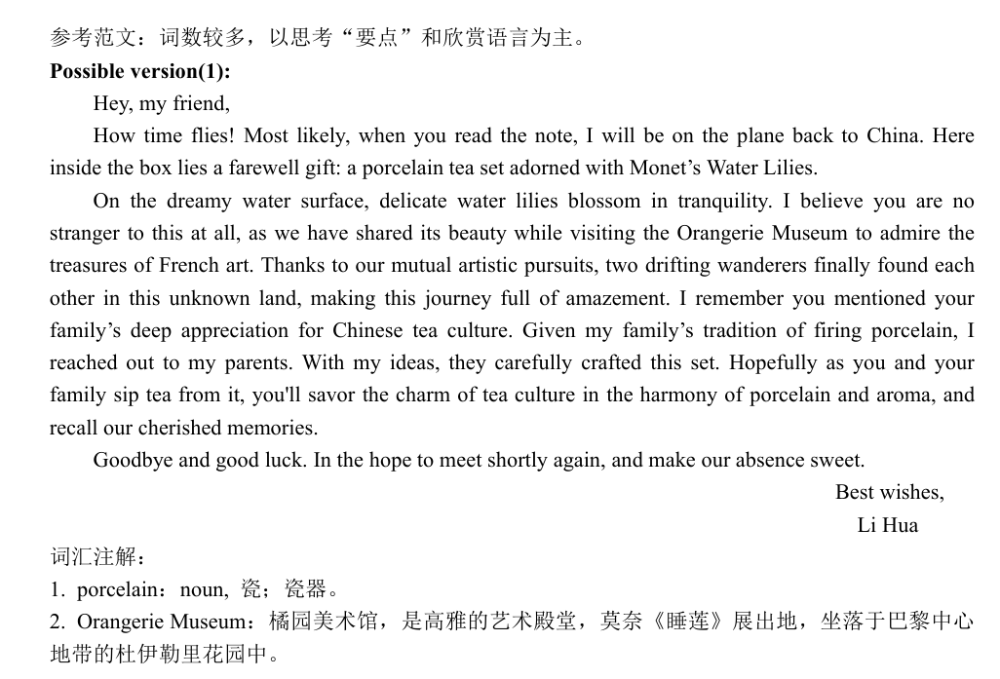 参考范文：词数较多，以思考“要点”和欣赏语言为主。
Possible version(1):
Hey, my friend,
How time flies! Most likely, when you read the note, I will be on the plane back to China. Here
inside the box lies a farewell gift: a porcelain tea set adorned with Monet’s Water Lilies.
On the dreamy water surface, delicate water lilies blossom in tranquility. I believe you are no
stranger to this at all, as we have shared its beauty while visiting the Orangerie Museum to admire the
treasures of French art. Thanks to our mutual artistic pursuits, two drifting wanderers finally found each
other in this unknown land, making this journey full of amazement. I remember you mentioned your
family’s deep appreciation for Chinese tea culture. Given my family’s tradition of firing porcelain, I
reached out to my parents. With my ideas, they carefully crafted this set. Hopefully as you and your
family sip tea from it, you'll savor the charm of tea culture in the harmony of porcelain and aroma, and
recall our cherished memories.
Goodbye and good luck. In the hope to meet shortly again, and make our absence sweet.
Best wishes,
Li Hua
词汇注解：
1. porcelain：noun, 瓷；瓷器。
2. Orangerie Museum：橘园美术馆，是高雅的艺术殿堂，莫奈《睡莲》展出地，坐落于巴黎中心
地带的杜伊勒里花园中。